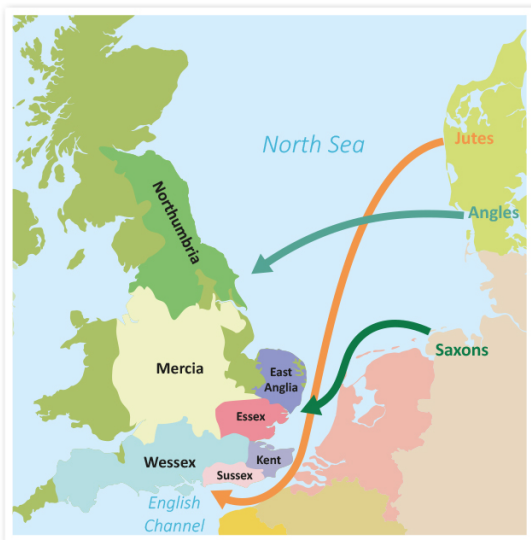 North Sea
Jutes
Angles
Northumbria
Saxons
Mercia
East
Anglia
Essex
Wessex
Kent
Sussex
English
Channel